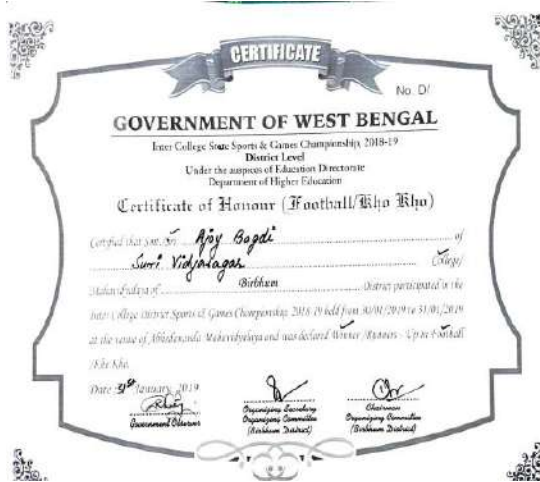 CERTIFICATE
No. D/
GOVERNMENT OF WEST BENGAL
Inter College State Sports & Games Championship, 2018-19
District Level
Under the auspices of Education Directorate
Department of Higher Education
Certificate of Honour (Football/Kho Kho)
Certified that Smt./Sri Ajoy Bagdi of
Suri Vidyasagar College/
Mahavidyalaya of Birbhum District participated in the
Inter College District Sports & Games Championship, 2018-19 held from 30/01/2019 to 31/01/2019
at the venue of Abhedananda Mahavidyalaya and was declared Winner /Runners - Up in Football
/Kho Kho.
Date 31st January, 2019
Government Observer
Organizing Secretary
Organizing Committee
(Birbhum District)
Chairman
Organizing Committee
(Birbhum District)